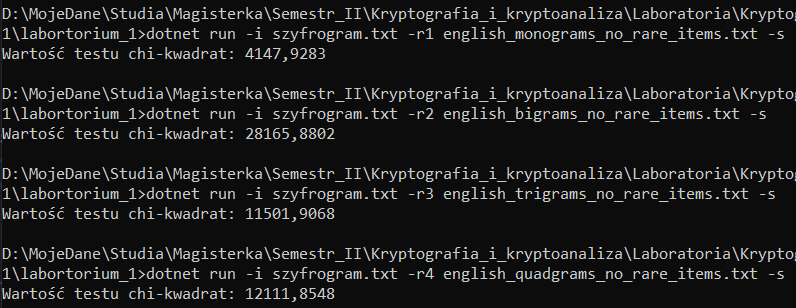 D:\MojeDane\Studia\Magisterka\Semestr_II\Kryptografia_i_kryptoanaliza\Laboratoria\Kryptog
1\labortorium_1>dotnet run -i szyfrogram.txt -r1 english_monograms_no_rare_items.txt -s
Wartość testu chi-kwadrat: 4147,9283
D:\MojeDane\Studia\Magisterka\Semestr_II\Kryptografia_i_kryptoanaliza\Laboratoria\Kryptog
1\labortorium_1>dotnet run -i szyfrogram.txt -r2 english_bigrams_no_rare_items.txt -s
Wartość testu chi-kwadrat: 28165,8802
D:\MojeDane\Studia\Magisterka\Semestr_II\Kryptografia_i_kryptoanaliza\Laboratoria\Kryptog
1\labortorium_1>dotnet run -i szyfrogram.txt -r3 english_trigrams_no_rare_items.txt -s
Wartość testu chi-kwadrat: 11501,9068
D:\MojeDane\Studia\Magisterka\Semestr_II\Kryptografia_i_kryptoanaliza\Laboratoria\Kryptog
1\labortorium_1>dotnet run -i szyfrogram.txt -r4 english_quadgrams_no_rare_items.txt -s
Wartość testu chi-kwadrat: 12111,8548